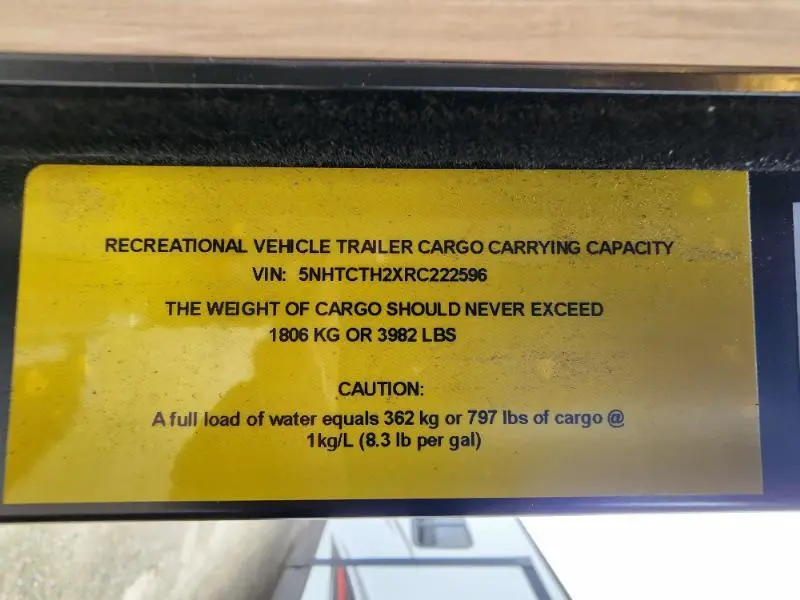 RECREATIONAL VEHICLE TRAILER CARGO CARRYING CAPACITY
VIN: 5NHTCTH2XRC222596
THE WEIGHT OF CARGO SHOULD NEVER EXCEED
1806 KG OR 3982 LBS
CAUTION:
A full load of water equals 362 kg or 797 lbs of cargo @
1kg/L (8.3 lb per gal)